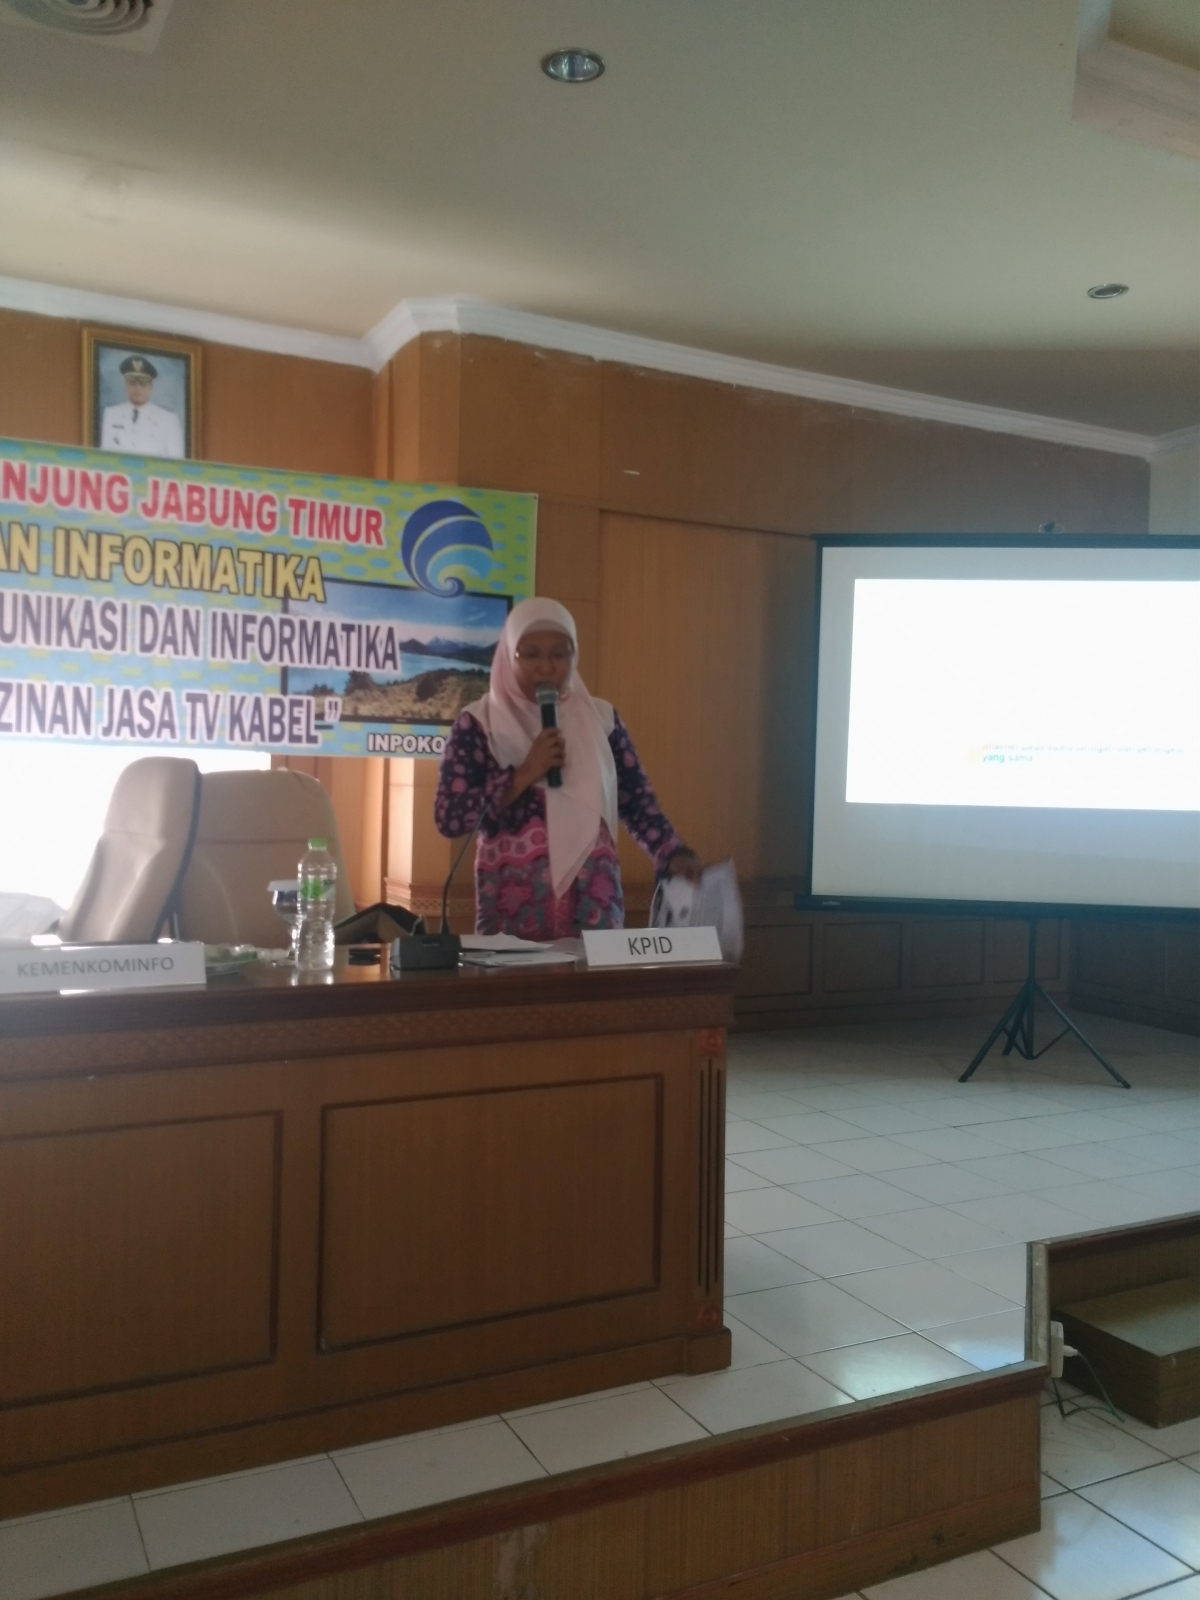 NJUNG JABUNG TIMUR
AN INFORMATIKA
UNIKASI DAN INFORMATIKA
ZINAN JASA TV KABEL "
INPOKO
yang sama
KPID
KEMENKOMINFO